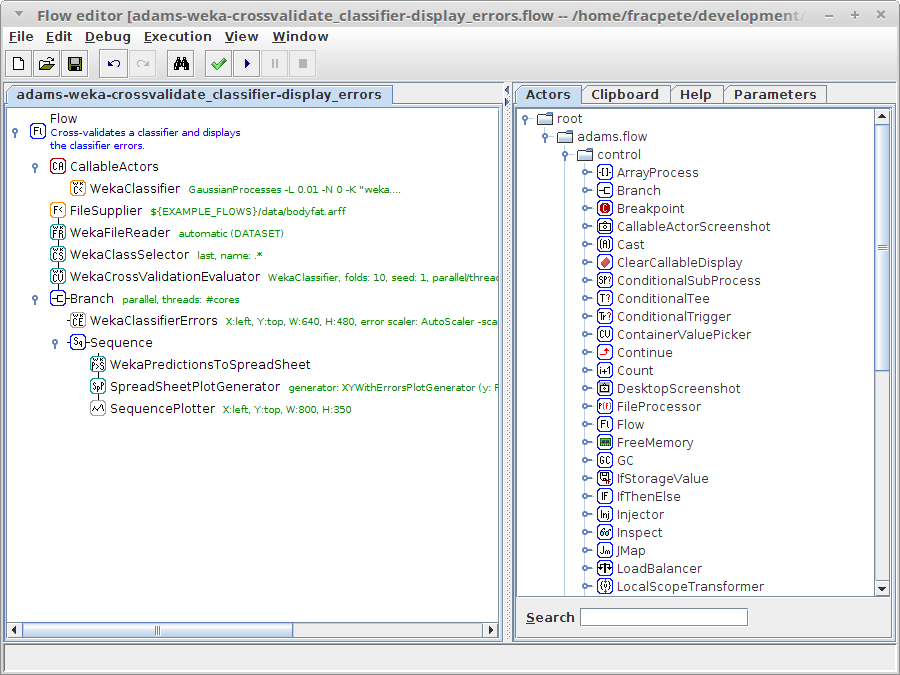 Flow editor [adams-weka-crossvalidate_classifier-display_errors.flow -- /home/fracpete/development/
File Edit Debug Execution View Window
adams-weka-crossvalidate_classifier-display_errors
Flow
Cross-validates a classifier and displays
the classifier errors.
CallableActors
WekaClassifier GaussianProcesses -L 0.01 -N 0 -K "weka....
FileSupplier ${EXAMPLE_FLOWS}/data/bodyfat.arff
WekaFileReader automatic (DATASET)
WekaClassSelector last, name: .*
WekaCrossValidationEvaluator WekaClassifier, folds: 10, seed: 1, parallel/threac
Branch parallel, threads: #cores
WekaClassifierErrors X:left, Y:top, W:640, H:480, error scaler: AutoScaler -sca
Sequence
WekaPredictionsToSpreadSheet
SpreadSheetPlotGenerator generator: XYWithErrorsPlotGenerator (y: P
SequencePlotter X:left, Y:top, W:800, H:350
Actors Clipboard Help Parameters
root
adams.flow
control
ArrayProcess
Branch
Breakpoint
CallableActorScreenshot
Cast
ClearCallableDisplay
ConditionalSubProcess
ConditionalTee
ConditionalTrigger
ContainerValuePicker
Continue
Count
DesktopScreenshot
FileProcessor
Flow
FreeMemory
GC
IfStorageValue
IfThenElse
Injector
Inspect
JMap
LoadBalancer
LocalScopeTransformer
Search